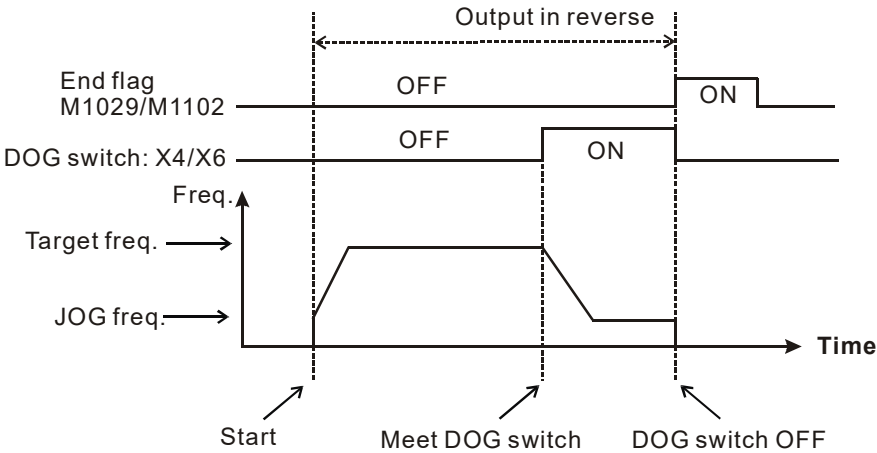 Output in reverse
End flag
M1029/M1102
OFF
ON
DOG switch: X4/X6
OFF
ON
Freq.
Target freq.
JOG freq.
Time
Start
Meet DOG switch
DOG switch OFF